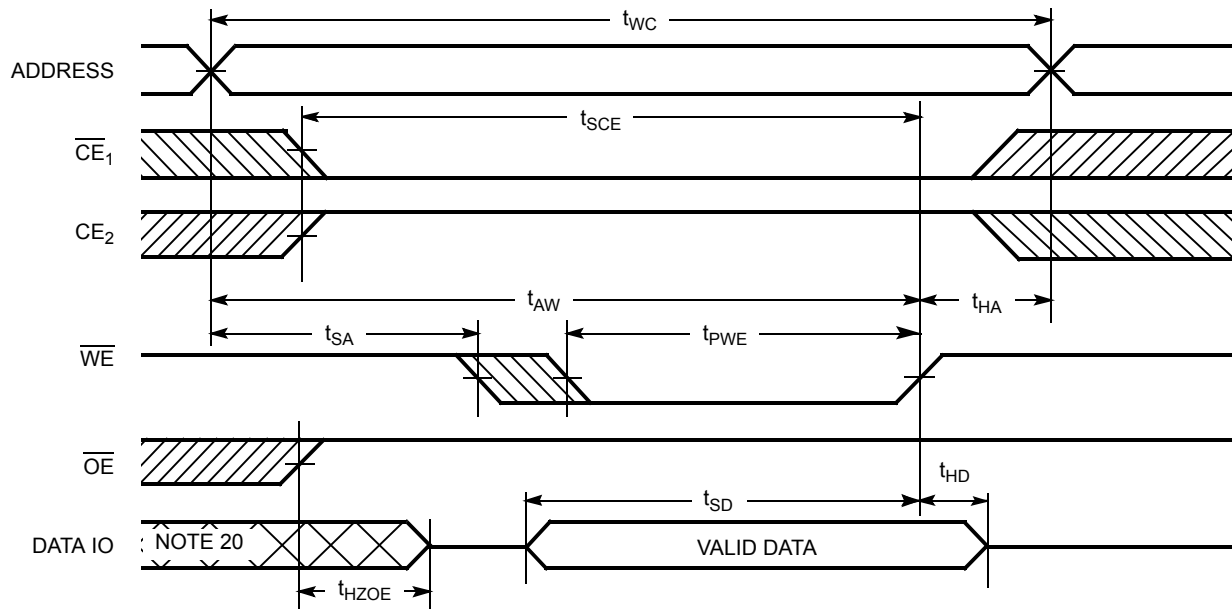 tWC
ADDRESS
tSCE
CE1
CE2
tAW
tHA
tSA
tPWE
WE
OE
tHD
tSD
DATA IO
NOTE 20
VALID DATA
tHZOE